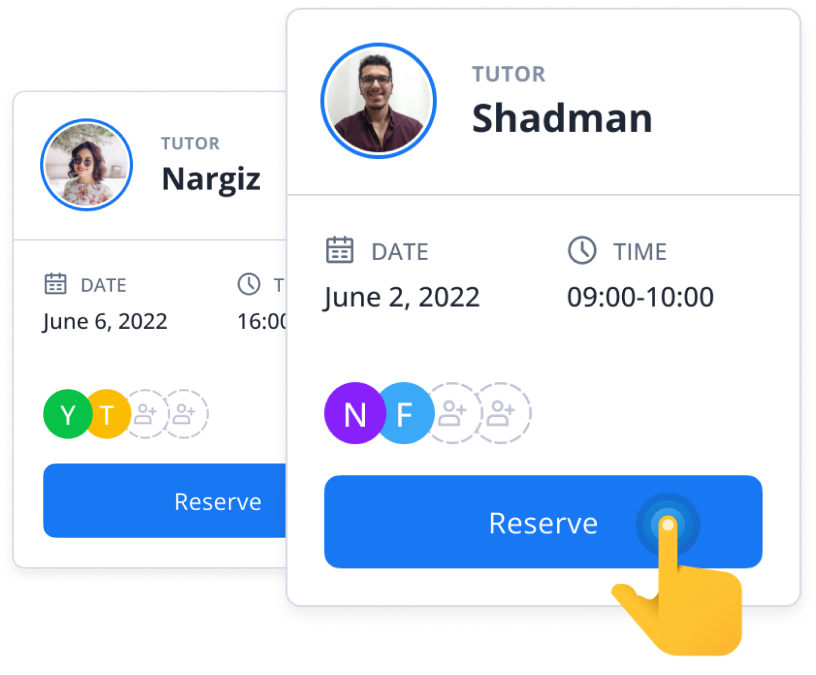 TUTOR
Nargiz
DATE
June 6, 2022
16:00
Y T
Reserve
TUTOR
Shadman
DATE
TIME
June 2, 2022
09:00-10:00
N F
Reserve